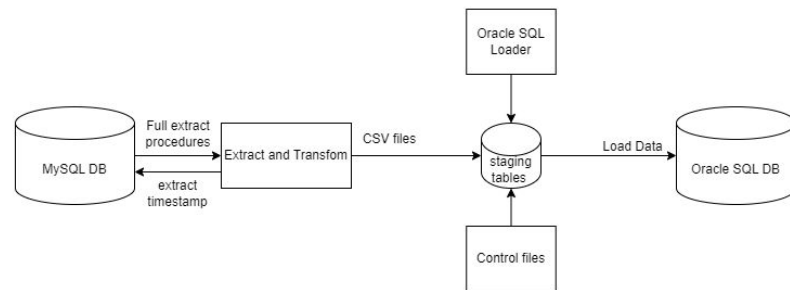 Oracle SQL
Loader
Full extract
procedures
CSV files
Load Data
MySQL DB
Extract and Transfom
staging
tables
Oracle SQL DB
extract
timestamp
Control files